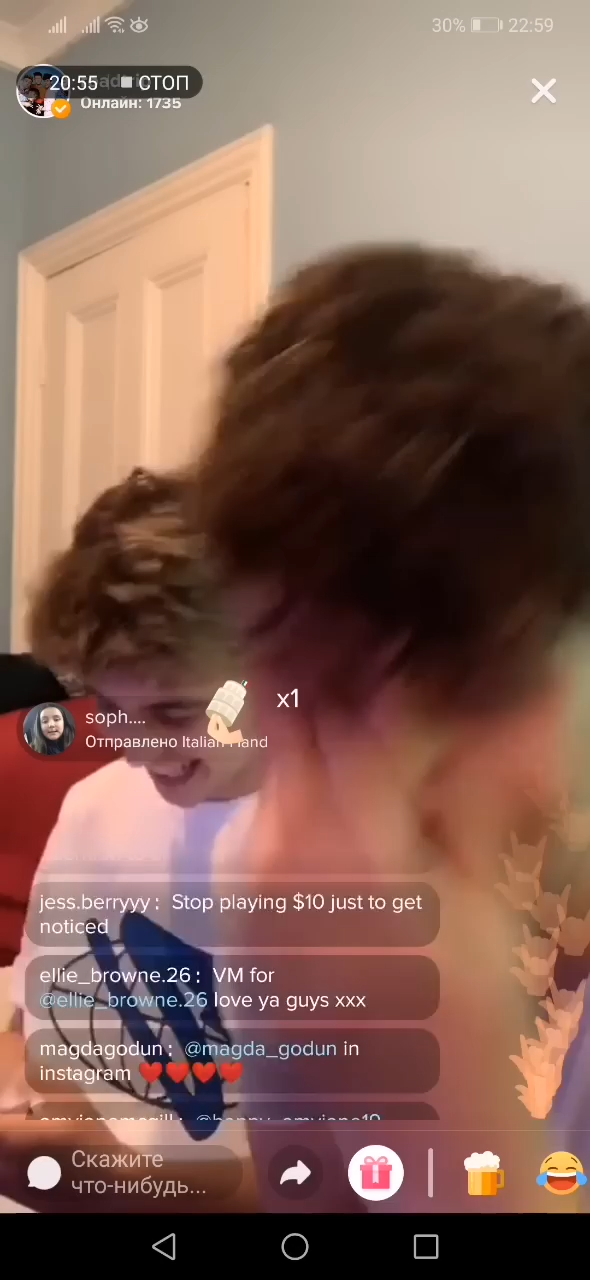 30% 22:59
20:55 СТОП
Онлайн: 1735
x1
soph....
Отправлено Italian Hand
jess.berryyy : Stop playing $10 just to get
noticed
ellie_browne.26 : VM for
@ellie_browne.26 love ya guys xxx
magdagodun : @magda_godun in
instagram
Скажите
что-нибудь...